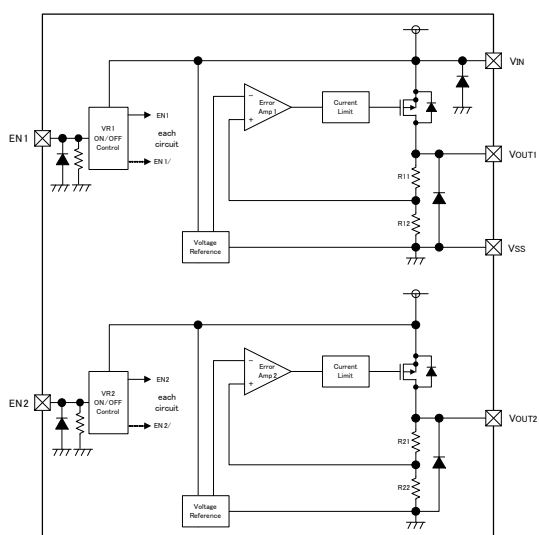 VIN
Error
Amp 1
Current
Limit
−
+
EN1
VR1
ON/OFF
Control
EN1
each
circuit
EN1/
VOUT1
R11
R12
Voltage
Reference
VSS
Error
Amp 2
Current
Limit
−
+
EN2
VR2
ON/OFF
Control
EN2
each
circuit
EN2/
VOUT2
R21
R22
Voltage
Reference